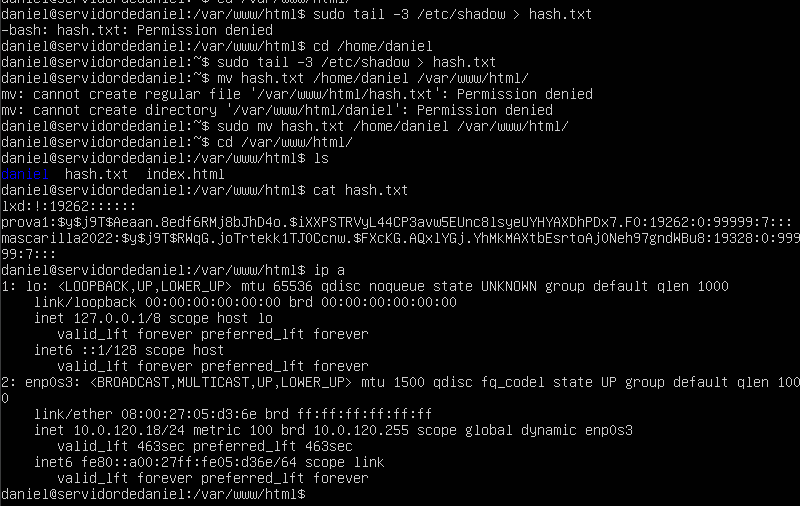 daniel@servidordedaniel:/var/www/html$ sudo tail -3 /etc/shadow > hash.txt
-bash: hash.txt: Permission denied
daniel@servidordedaniel:/var/www/html$ cd /home/daniel
daniel@servidordedaniel:~$ sudo tail -3 /etc/shadow > hash.txt
daniel@servidordedaniel:~$ mv hash.txt /home/daniel /var/www/html/
mv: cannot create regular file '/var/www/html/hash.txt': Permission denied
mv: cannot create directory '/var/www/html/daniel': Permission denied
daniel@servidordedaniel:~$ sudo mv hash.txt /home/daniel /var/www/html/
daniel@servidordedaniel:~$ cd /var/www/html/
daniel@servidordedaniel:/var/www/html$ ls
daniel  hash.txt  index.html
daniel@servidordedaniel:/var/www/html$ cat hash.txt
lxd:!:19262::::::
prova1:$y$j9T$Aeaan.8edf6RMj8bJhD4o.$iXXPSTRVyL44CP3avw5EUnc8lsyeUYHYAXDhPDx7.F0:19262:0:99999:7:::
mascarilla2022:$y$j9T$RWqG.joTrtekk1TJOCcnw.$FXcKG.AQxlYGj.YhMkMAXtbEsrtoAj0Neh97gndWBu8:19328:0:999
99:7:::
daniel@servidordedaniel:/var/www/html$ ip a
1: lo: <LOOPBACK,UP,LOWER_UP> mtu 65536 qdisc noqueue state UNKNOWN group default qlen 1000
    link/loopback 00:00:00:00:00:00 brd 00:00:00:00:00:00
    inet 127.0.0.1/8 scope host lo
       valid_lft forever preferred_lft forever
    inet6 ::1/128 scope host
       valid_lft forever preferred_lft forever
2: enp0s3: <BROADCAST,MULTICAST,UP,LOWER_UP> mtu 1500 qdisc fq_codel state UP group default qlen 100
0
    link/ether 08:00:27:05:d3:6e brd ff:ff:ff:ff:ff:ff
    inet 10.0.120.18/24 metric 100 brd 10.0.120.255 scope global dynamic enp0s3
       valid_lft 463sec preferred_lft 463sec
    inet6 fe80::a00:27ff:fe05:d36e/64 scope link
       valid_lft forever preferred_lft forever
daniel@servidordedaniel:/var/www/html$